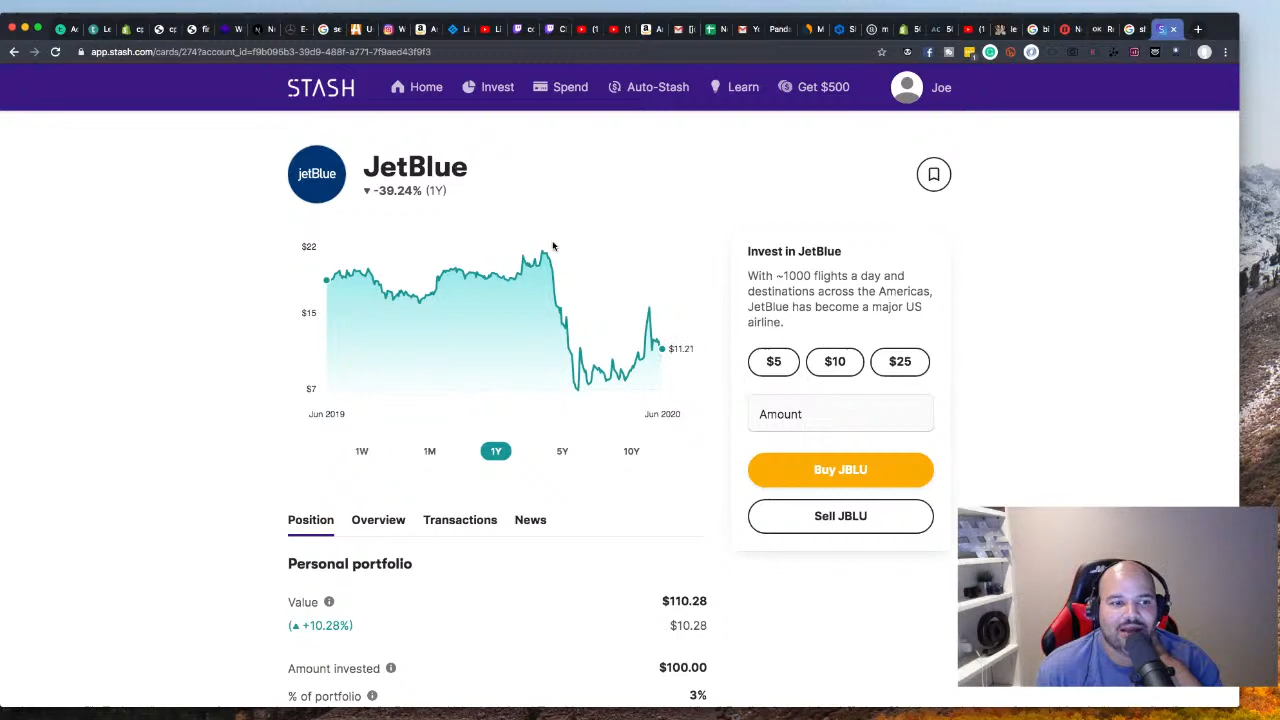 app.stash.com/cards/274?account_id=f9b095b3-39d9-488f-a771-7f9aed43f9f3
STASH
Home
Invest
Spend
Auto-Stash
Learn
Get $500
Joe
jetBlue
JetBlue
▼ -39.24% (1Y)
$22
$15
$7
$11.21
Jun 2019
Jun 2020
1W
1M
1Y
5Y
10Y
Invest in JetBlue
With ~1000 flights a day and
destinations across the Americas,
JetBlue has become a major US
airline.
$5
$10
$25
Amount
Buy JBLU
Sell JBLU
Position
Overview
Transactions
News
Personal portfolio
Value
$110.28
(▲ +10.28%)
$10.28
Amount invested
$100.00
% of portfolio
3%